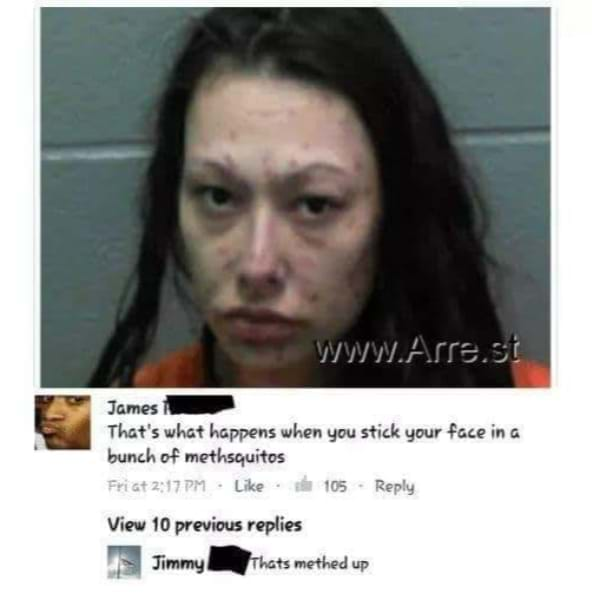 www.Arre.st
James
That's what happens when you stick your face in a
bunch of methsquitos
Fri at 2:17 PM · Like · 105 · Reply
View 10 previous replies
Jimmy Thats methed up